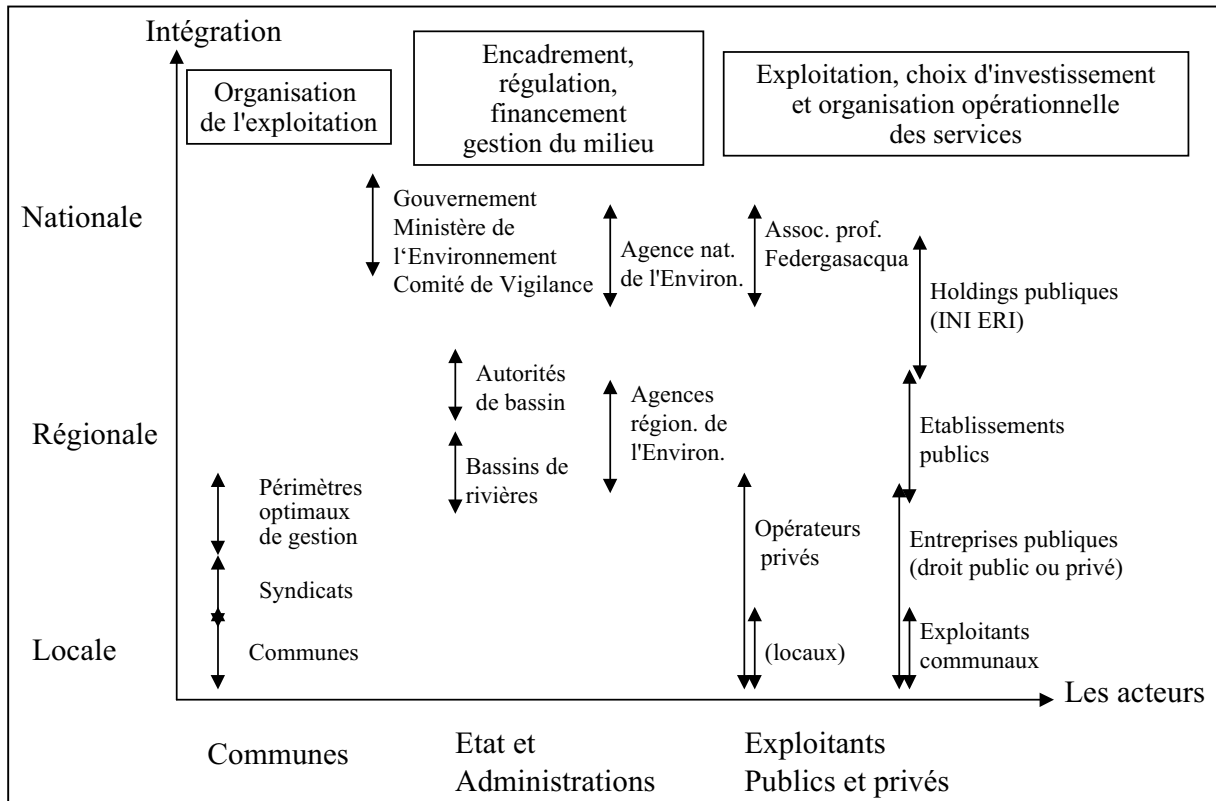 Intégration
Organisation
de l'exploitation
Encadrement,
régulation,
financement
gestion du milieu
Exploitation, choix d'investissement
et organisation opérationnelle
des services
Nationale
Gouvernement
Ministère de
l‘Environnement
Comité de Vigilance
Agence nat.
de l'Environ.
Assoc. prof.
Federgasacqua
Holdings publiques
(INI ERI)
Régionale
Autorités
de bassin
Bassins de
rivières
Agences
région. de
l'Environ.
Etablissements
publics
Périmètres
optimaux
de gestion
Syndicats
Opérateurs
privés
Entreprises publiques
(droit public ou privé)
Locale
Communes
(locaux)
Exploitants
communaux
Les acteurs
Communes
Etat et
Administrations
Exploitants
Publics et privés